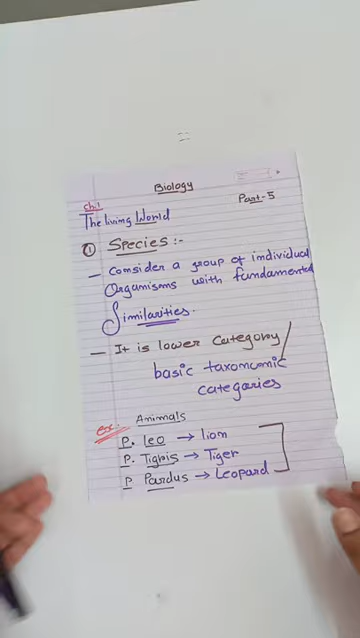 Biology
Part-5
Ch:1
The living World
① Species :-
– Consider a group of individual
Organisms with fundamental
Similarities.
– It is lower category/
basic taxonomic
categories
ex:- Animals
P. leo → lion
P. Tigris → Tiger
P Pardus → Leopard